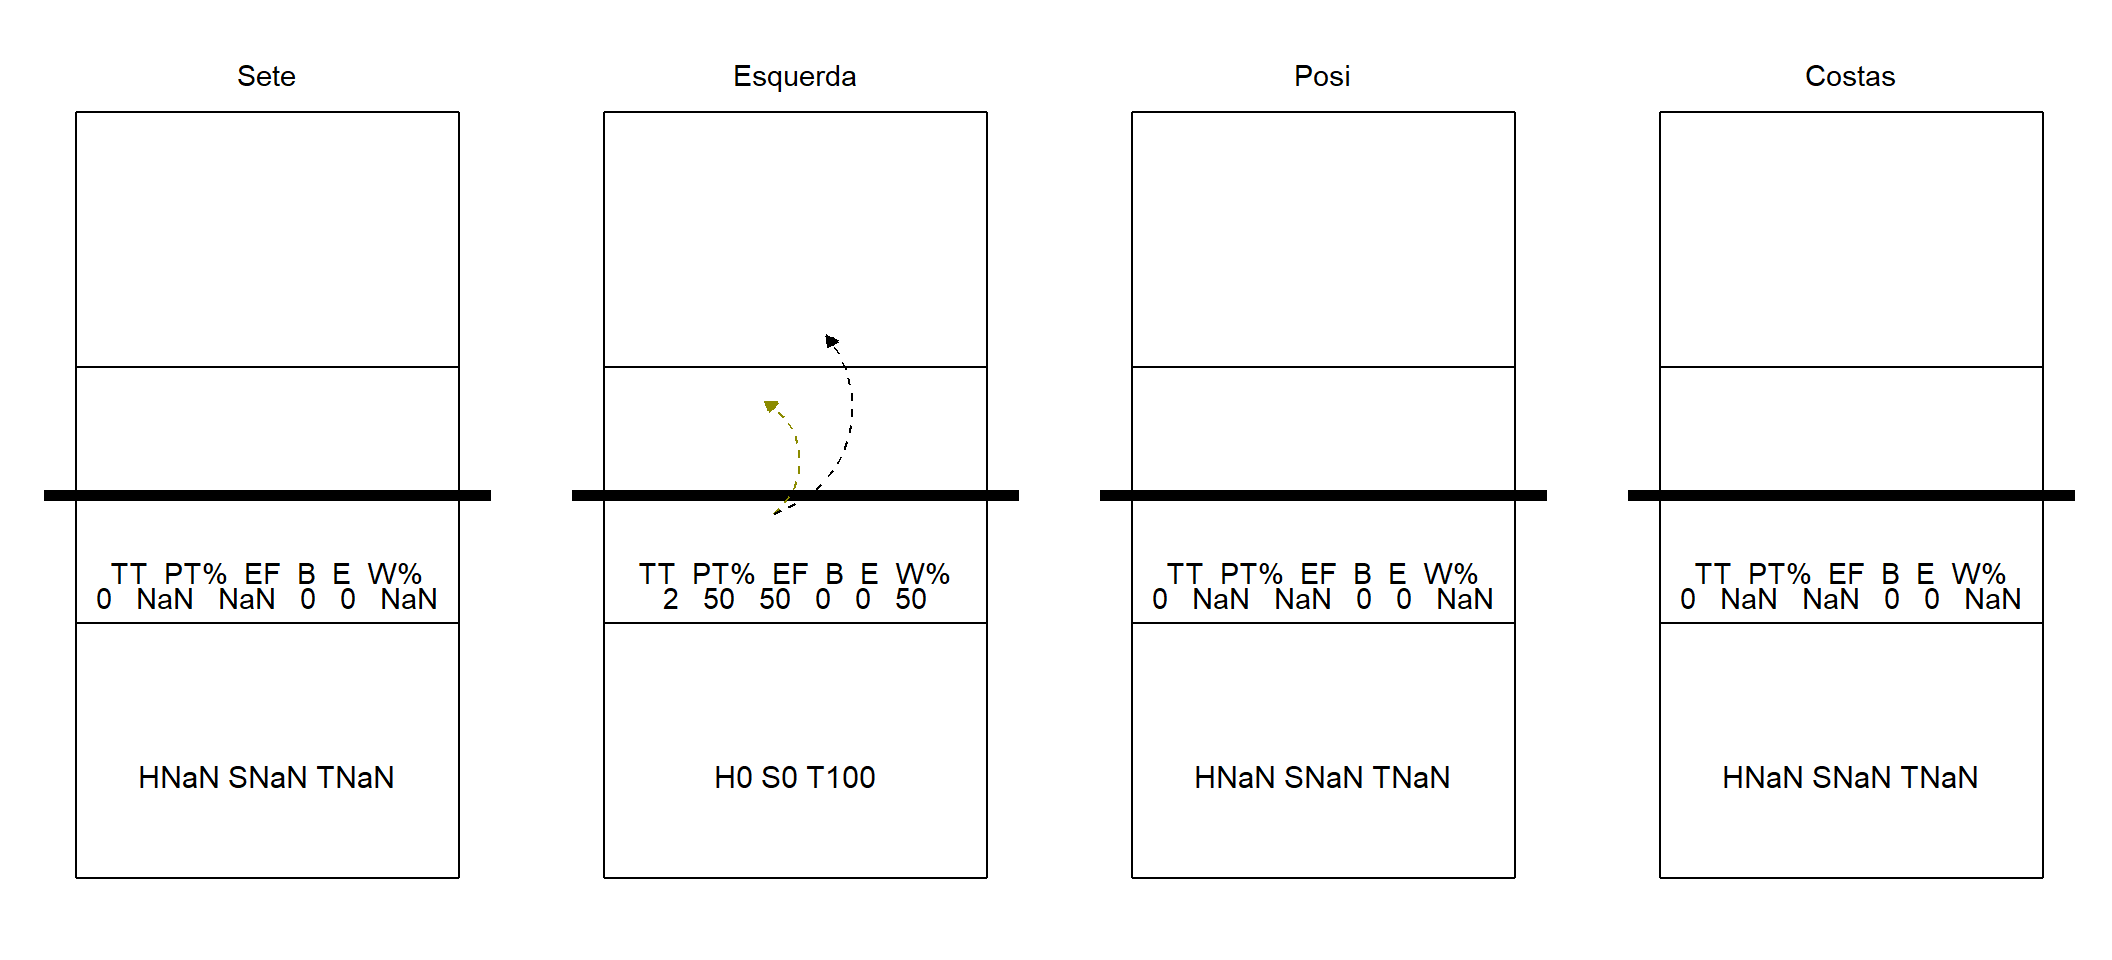 Sete
Esquerda
Posi
Costas
TT PT% EF B E W%
0 NaN NaN 0 0 NaN
TT PT% EF B E W%
2 50 50 0 0 50
TT PT% EF B E W%
0 NaN NaN 0 0 NaN
TT PT% EF B E W%
0 NaN NaN 0 0 NaN
HNaN SNaN TNaN
H0 S0 T100
HNaN SNaN TNaN
HNaN SNaN TNaN